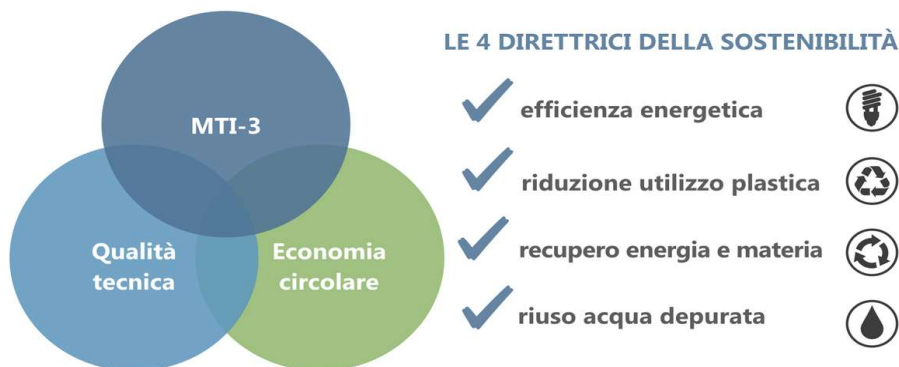 MTI-3
Qualità
tecnica
Economia
circolare
LE 4 DIRETTRICI DELLA SOSTENIBILITÀ
efficienza energetica
riduzione utilizzo plastica
recupero energia e materia
riuso acqua depurata